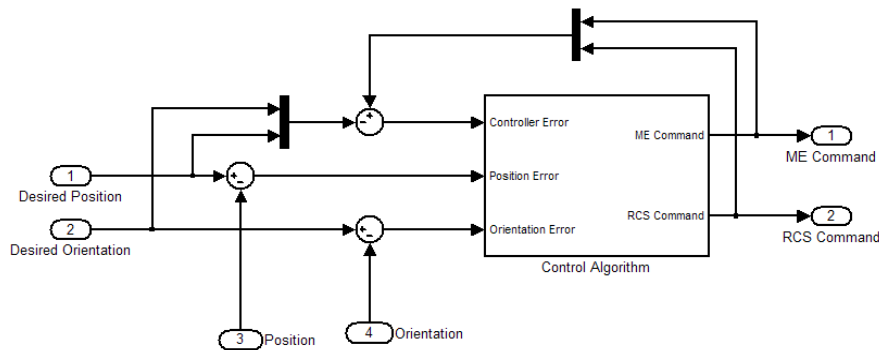 Controller Error
ME Command
1
ME Command
1
Desired Position
Position Error
2
Desired Orientation
Orientation Error
RCS Command
2
RCS Command
Control Algorithm
3
Position
4
Orientation